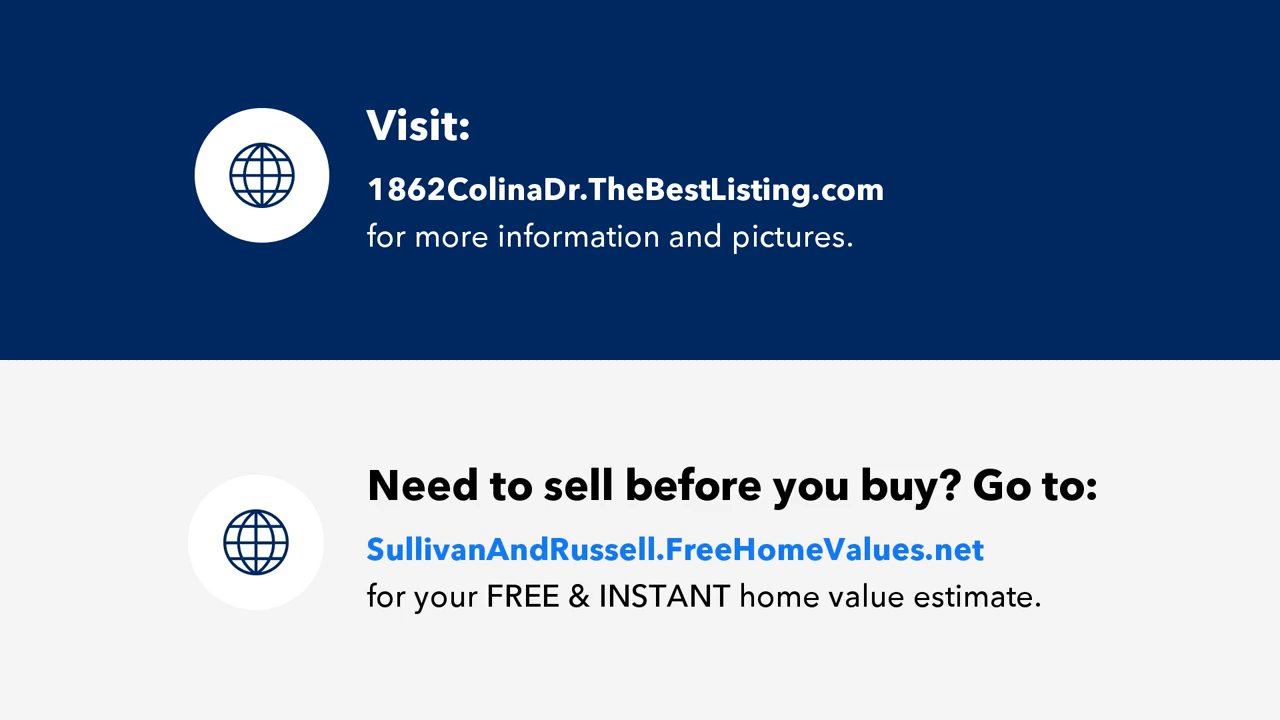 Visit:
1862ColinaDr.TheBestListing.com
for more information and pictures.
Need to sell before you buy? Go to:
SullivanAndRussell.FreeHomeValues.net
for your FREE & INSTANT home value estimate.